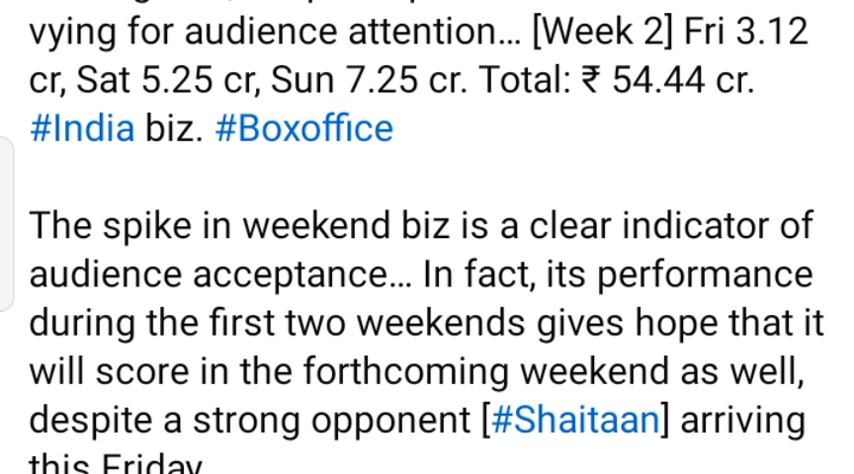 vying for audience attention… [Week 2] Fri 3.12
cr, Sat 5.25 cr, Sun 7.25 cr. Total: ₹ 54.44 cr.
#India biz. #Boxoffice
The spike in weekend biz is a clear indicator of
audience acceptance… In fact, its performance
during the first two weekends gives hope that it
will score in the forthcoming weekend as well,
despite a strong opponent [#Shaitaan] arriving
this Friday